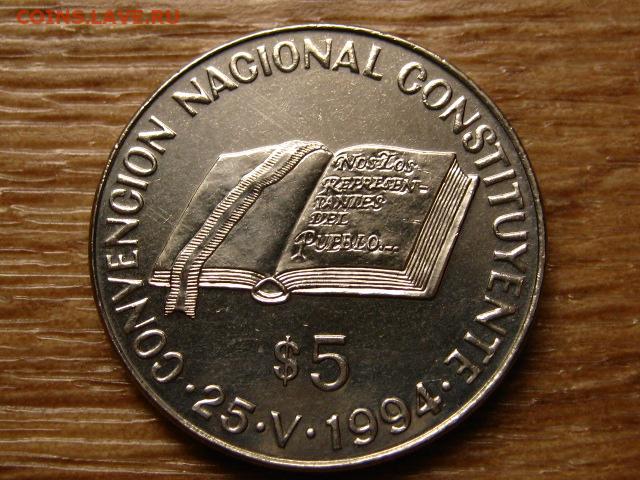 COINS.LAVE.RU
CONVENCION NACIONAL CONSTITUYENTE
NOS LOS
REPRESEN-
TANTES
DEL
PUEBLO...
$5
·25·V·1994·